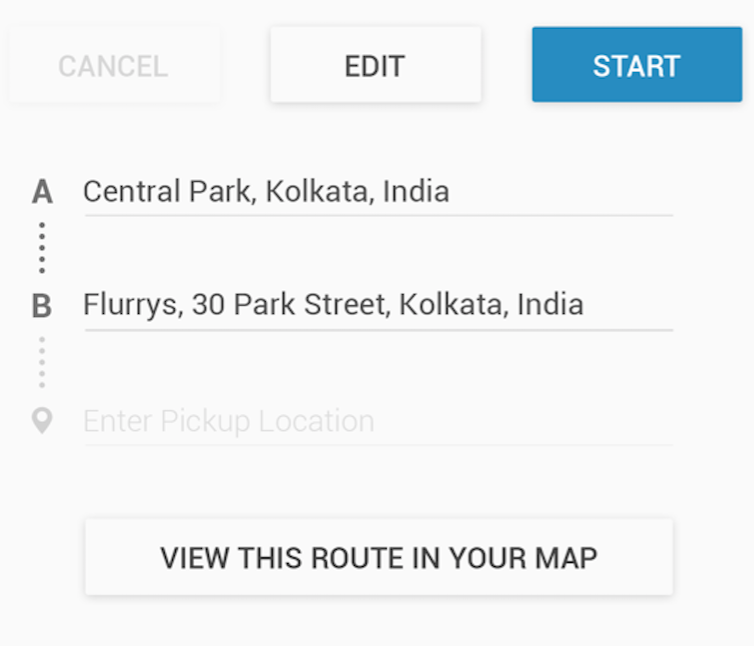 CANCEL EDIT START
A Central Park, Kolkata, India
B Flurrys, 30 Park Street, Kolkata, India
Enter Pickup Location
VIEW THIS ROUTE IN YOUR MAP